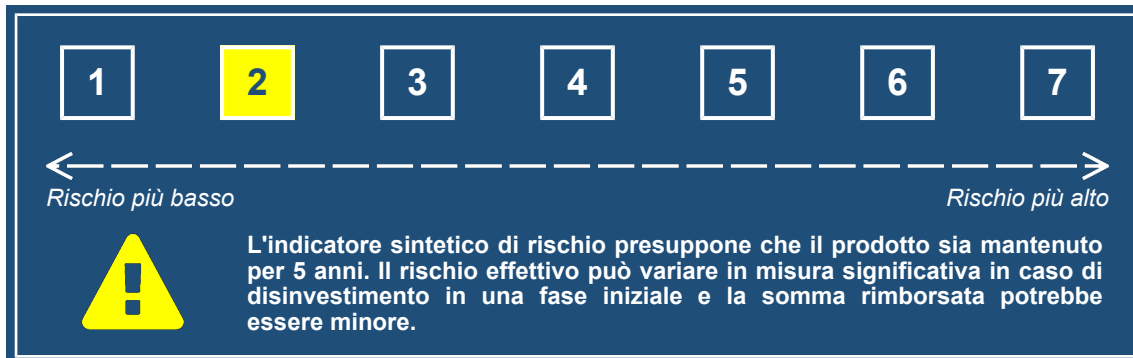 1 2 3 4 5 6 7
Rischio più basso Rischio più alto
L'indicatore sintetico di rischio presuppone che il prodotto sia mantenuto
per 5 anni. Il rischio effettivo può variare in misura significativa in caso di
disinvestimento in una fase iniziale e la somma rimborsata potrebbe
essere minore.